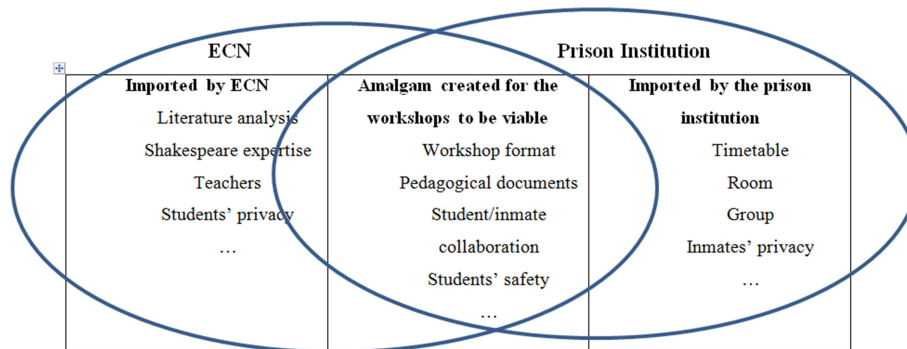 ECN
Prison Institution
Imported by ECN
Literature analysis
Shakespeare expertise
Teachers
Students’ privacy
…
Amalgam created for the
workshops to be viable
Workshop format
Pedagogical documents
Student/inmate
collaboration
Students’ safety
…
Imported by the prison
institution
Timetable
Room
Group
Inmates’ privacy
…